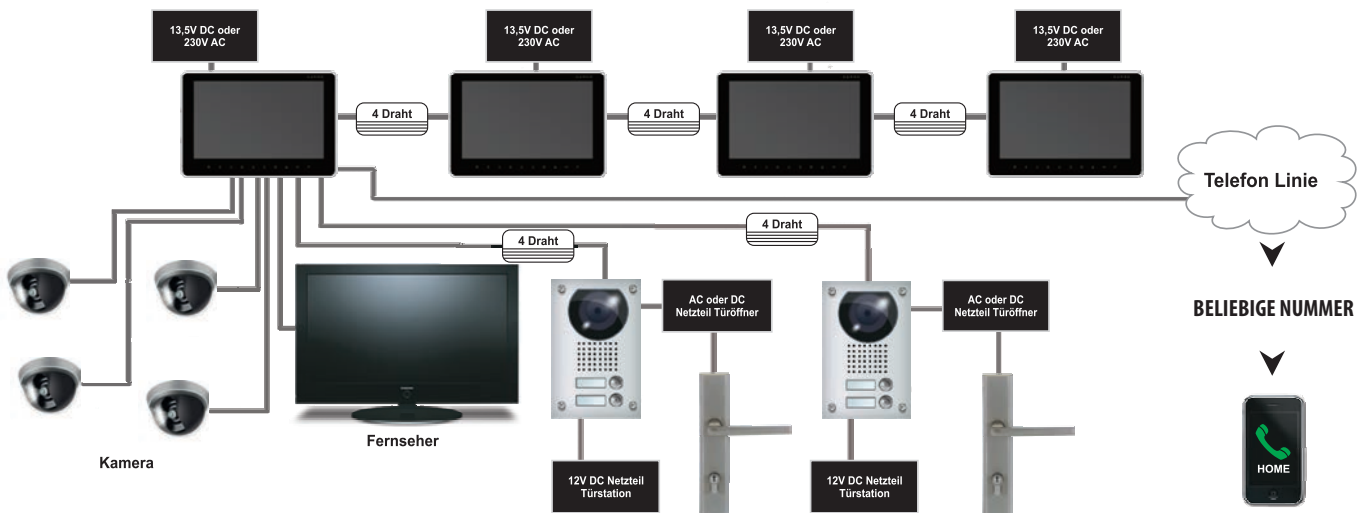 13,5V DC oder
230V AC
13,5V DC oder
230V AC
13,5V DC oder
230V AC
13,5V DC oder
230V AC
4 Draht
4 Draht
4 Draht
Telefon Linie
4 Draht
4 Draht
AC oder DC
Netzteil Türöffner
AC oder DC
Netzteil Türöffner
BELIEBIGE NUMMER
Fernseher
Kamera
HOME
12V DC Netzteil
Türstation
12V DC Netzteil
Türstation